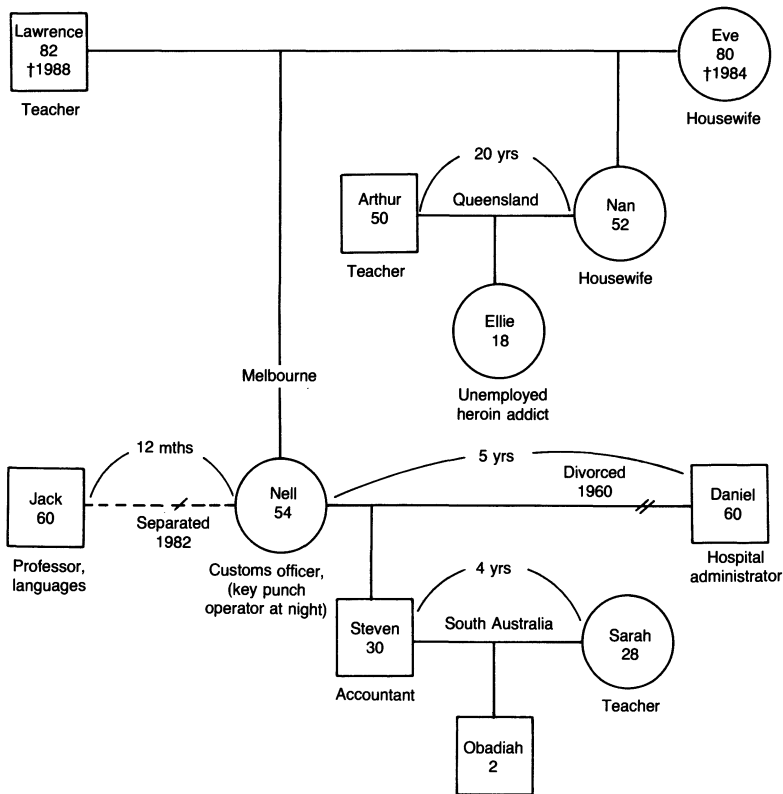 Lawrence
82
†1988
Teacher
Eve
80
†1984
Housewife
20 yrs
Arthur
50
Queensland
Nan
52
Teacher
Housewife
Ellie
18
Unemployed
heroin addict
Melbourne
12 mths
5 yrs
Jack
60
Separated
1982
Nell
54
Divorced
1960
Daniel
60
Professor,
languages
Customs officer,
(key punch
operator at night)
Hospital
administrator
4 yrs
Steven
30
South Australia
Sarah
28
Accountant
Teacher
Obadiah
2